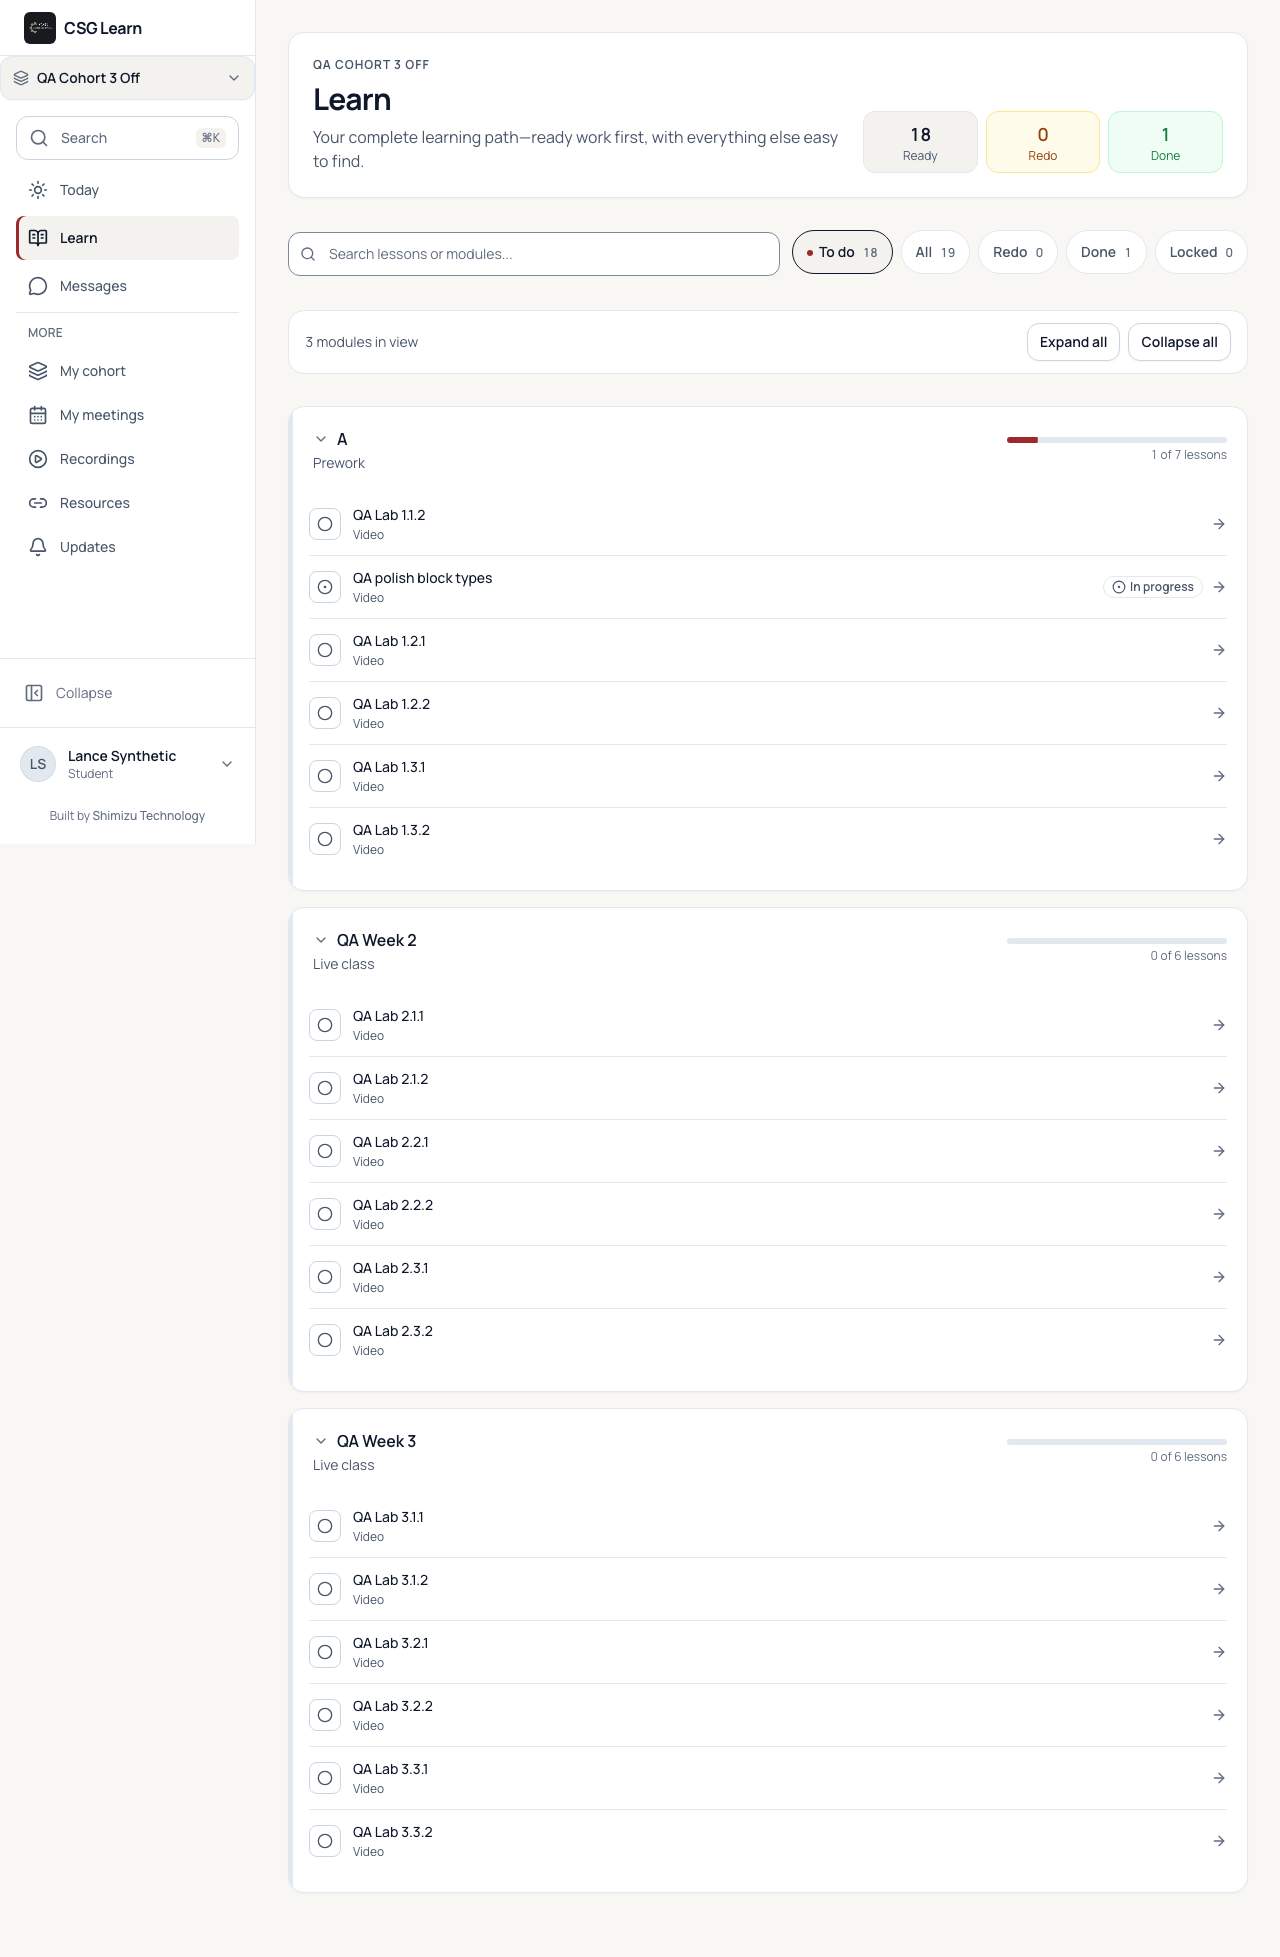 CSG Learn
QA Cohort 3 Off
Search ⌘K
Today
Learn
Messages
MORE
My cohort
My meetings
Recordings
Resources
Updates
Collapse
LS
Lance Synthetic
Student
Built by Shimizu Technology
QA COHORT 3 OFF
Learn
Your complete learning path—ready work first, with everything else easy
to find.
18
Ready
0
Redo
1
Done
Search lessons or modules...
To do 18
All 19
Redo 0
Done 1
Locked 0
3 modules in view
Expand all
Collapse all
A
Prework
1 of 7 lessons
QA Lab 1.1.2
Video
QA polish block types
Video
In progress
QA Lab 1.2.1
Video
QA Lab 1.2.2
Video
QA Lab 1.3.1
Video
QA Lab 1.3.2
Video
QA Week 2
Live class
0 of 6 lessons
QA Lab 2.1.1
Video
QA Lab 2.1.2
Video
QA Lab 2.2.1
Video
QA Lab 2.2.2
Video
QA Lab 2.3.1
Video
QA Lab 2.3.2
Video
QA Week 3
Live class
0 of 6 lessons
QA Lab 3.1.1
Video
QA Lab 3.1.2
Video
QA Lab 3.2.1
Video
QA Lab 3.2.2
Video
QA Lab 3.3.1
Video
QA Lab 3.3.2
Video